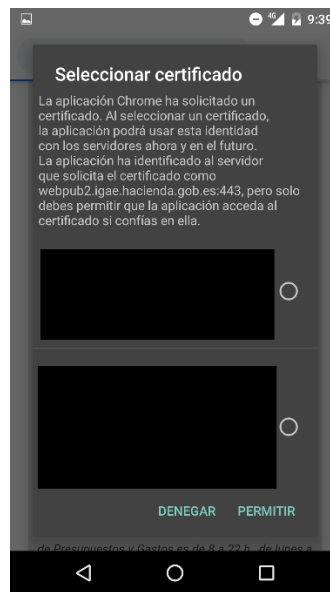 4G 9:39
Seleccionar certificado
La aplicación Chrome ha solicitado un
certificado. Al seleccionar un certificado,
la aplicación podrá usar esta identidad
con los servidores ahora y en el futuro.
La aplicación ha identificado al servidor
que solicita el certificado como
webpub2.igae.hacienda.gob.es:443, pero solo
debes permitir que la aplicación acceda al
certificado si confías en ella.
DENEGAR PERMITIR
de Presupuestos y Gastos es de 8 a 22 h., de lunes a